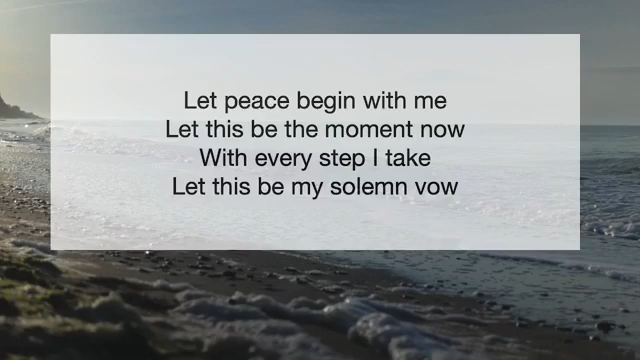 Let peace begin with me
Let this be the moment now
With every step I take
Let this be my solemn vow